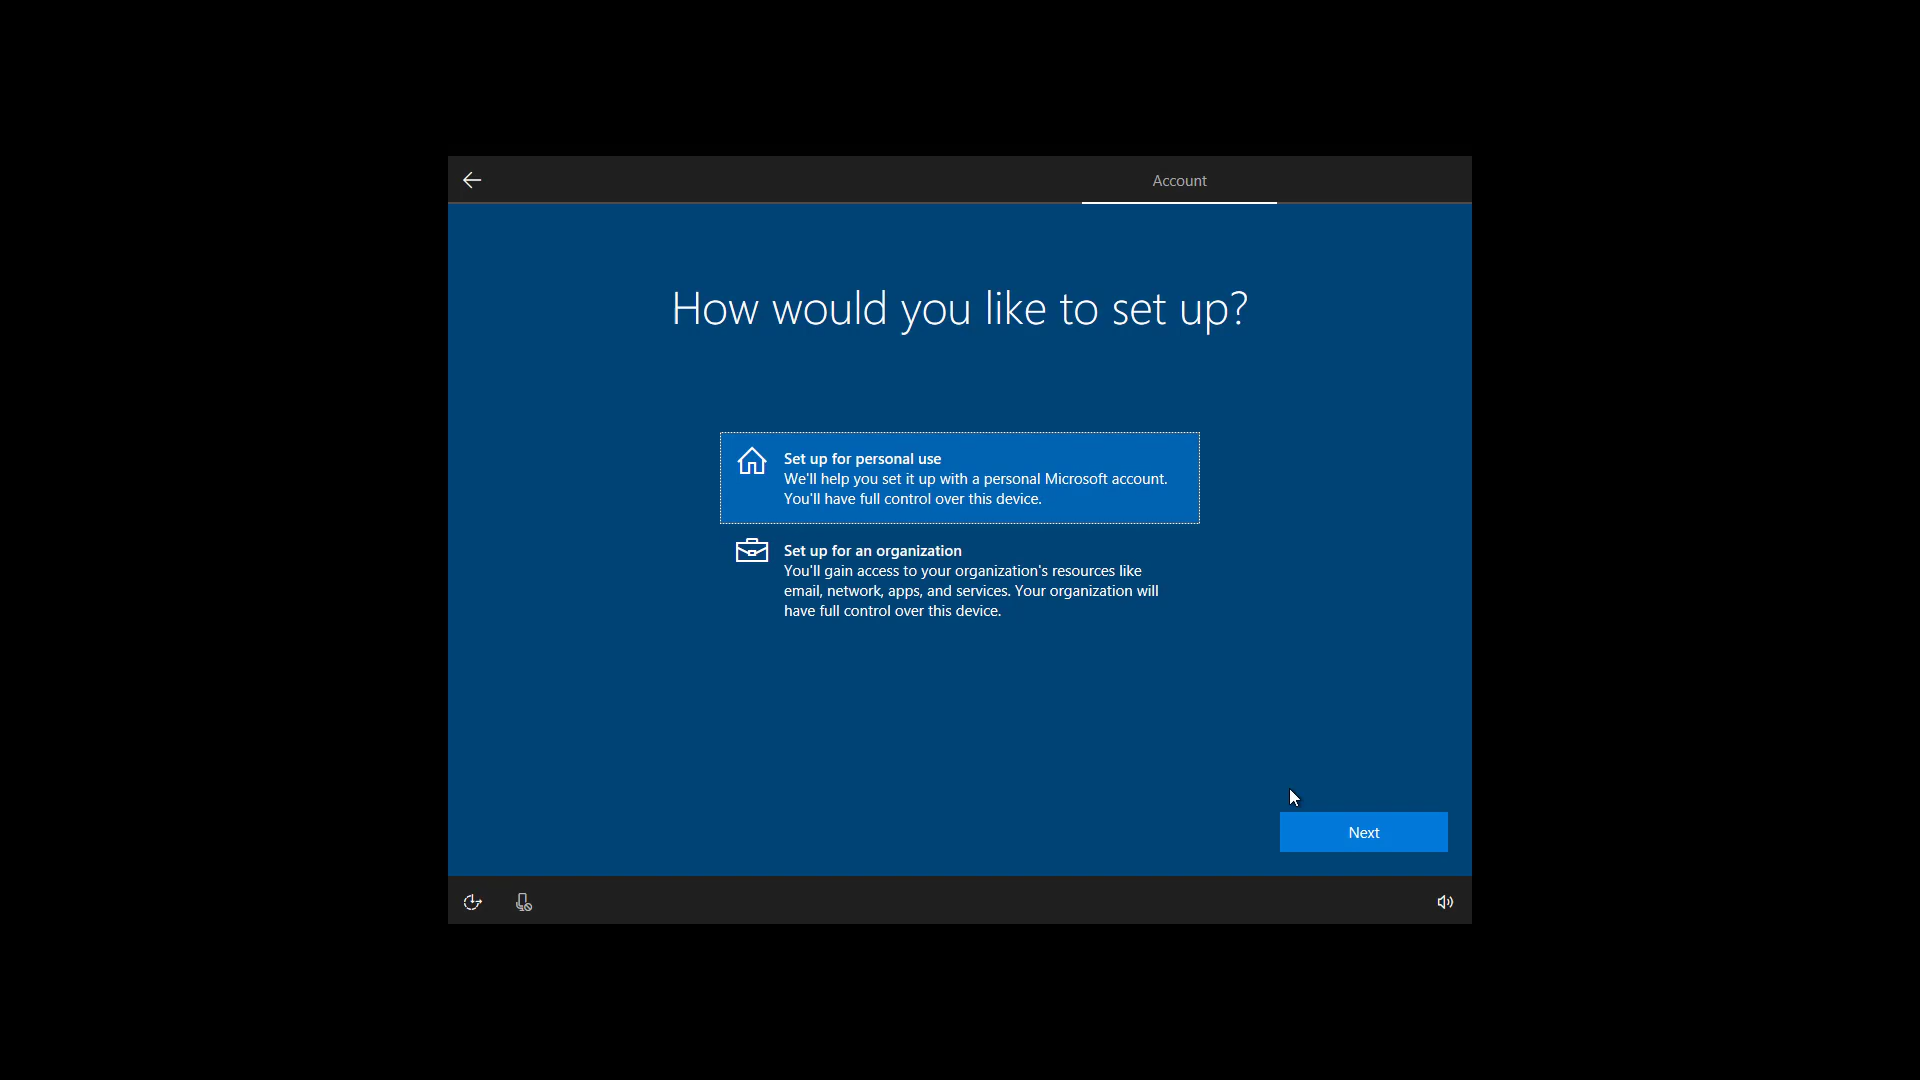 Account
How would you like to set up?
Set up for personal use
We'll help you set it up with a personal Microsoft account.
You'll have full control over this device.
Set up for an organization
You'll gain access to your organization's resources like
email, network, apps, and services. Your organization will
have full control over this device.
Next